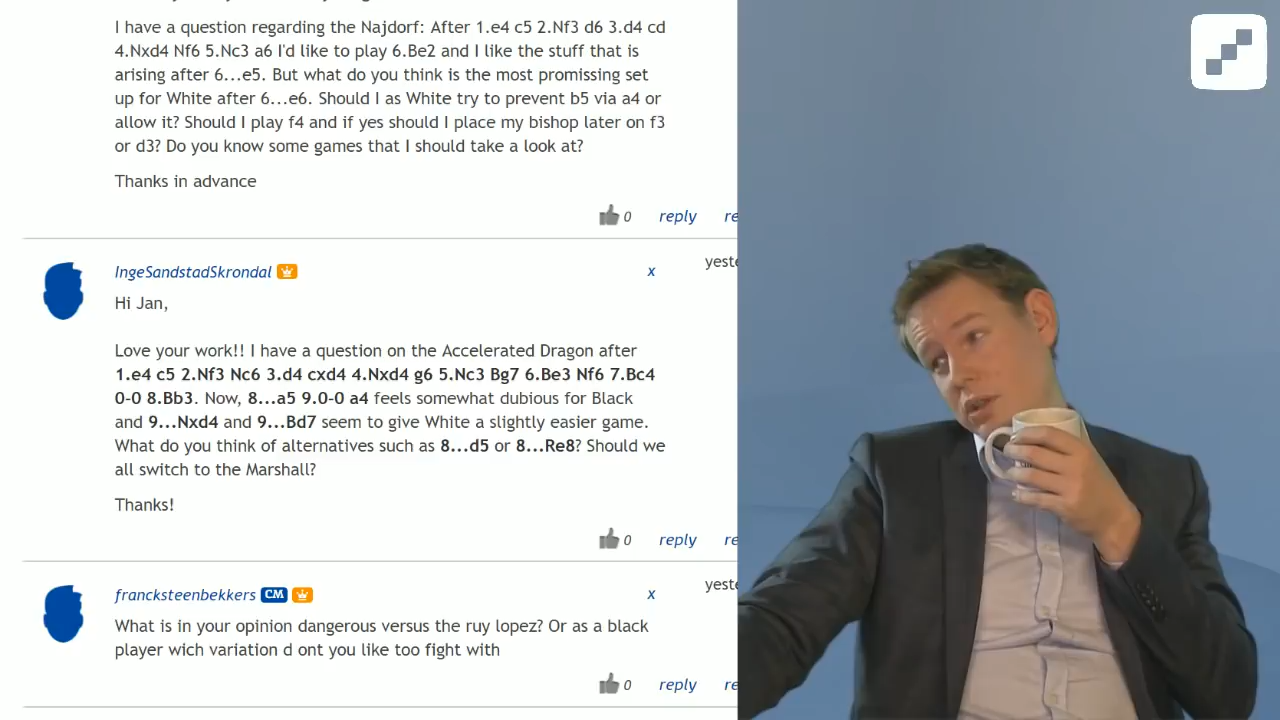 I have a question regarding the Najdorf: After 1.e4 c5 2.Nf3 d6 3.d4 cd
4.Nxd4 Nf6 5.Nc3 a6 I'd like to play 6.Be2 and I like the stuff that is
arising after 6...e5. But what do you think is the most promissing set
up for White after 6...e6. Should I as White try to prevent b5 via a4 or
allow it? Should I play f4 and if yes should I place my bishop later on f3
or d3? Do you know some games that I should take a look at?
Thanks in advance
0 reply re
IngeSandstadSkrondal x yeste
Hi Jan,
Love your work!! I have a question on the Accelerated Dragon after
1.e4 c5 2.Nf3 Nc6 3.d4 cxd4 4.Nxd4 g6 5.Nc3 Bg7 6.Be3 Nf6 7.Bc4
0-0 8.Bb3. Now, 8...a5 9.0-0 a4 feels somewhat dubious for Black
and 9...Nxd4 and 9...Bd7 seem to give White a slightly easier game.
What do you think of alternatives such as 8...d5 or 8...Re8? Should we
all switch to the Marshall?
Thanks!
0 reply re
francksteenbekkers CM x yeste
What is in your opinion dangerous versus the ruy lopez? Or as a black
player wich variation d ont you like too fight with
0 reply re